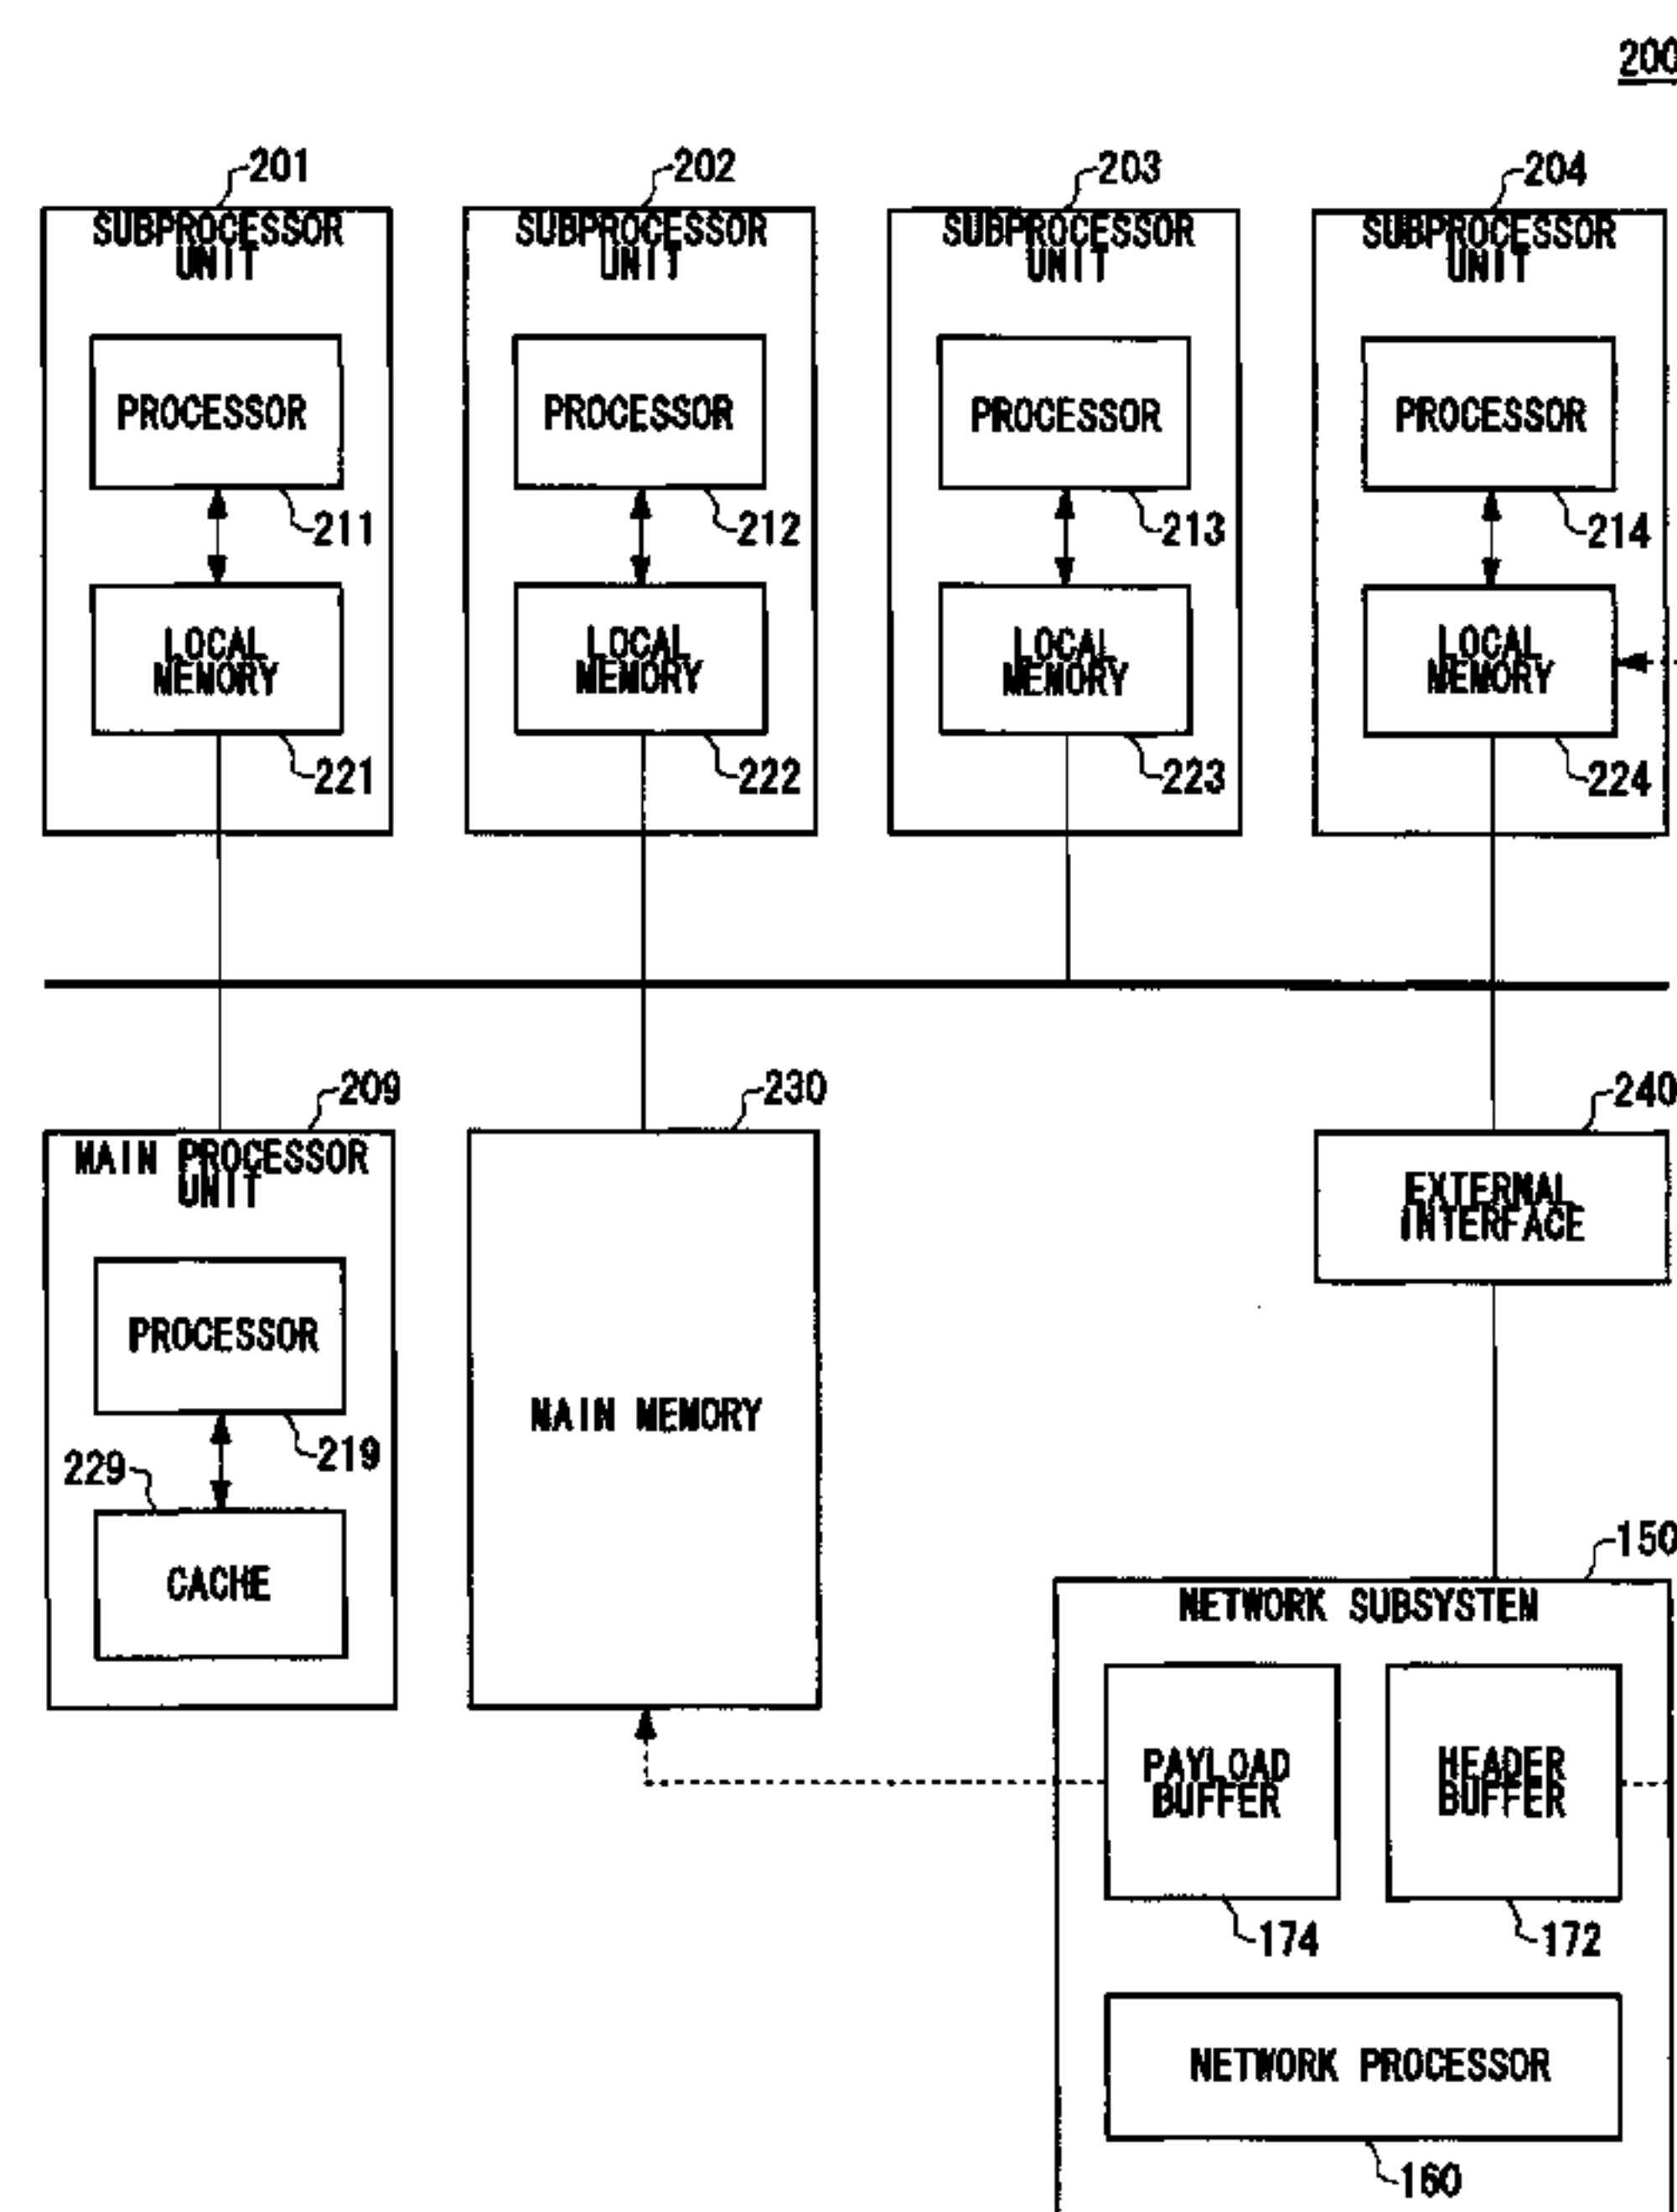 200
201
202
203
204
SUBPROCESSOR
UNIT
SUBPROCESSOR
UNIT
SUBPROCESSOR
UNIT
SUBPROCESSOR
UNIT
PROCESSOR
PROCESSOR
PROCESSOR
PROCESSOR
211
212
213
214
LOCAL
MEMORY
LOCAL
MEMORY
LOCAL
MEMORY
LOCAL
MEMORY
221
222
223
224
209
230
240
MAIN PROCESSOR
UNIT
EXTERNAL
INTERFACE
PROCESSOR
MAIN MEMORY
219
229
CACHE
150
NETWORK SUBSYSTEM
PAYLOAD
BUFFER
HEADER
BUFFER
174
172
NETWORK PROCESSOR
160